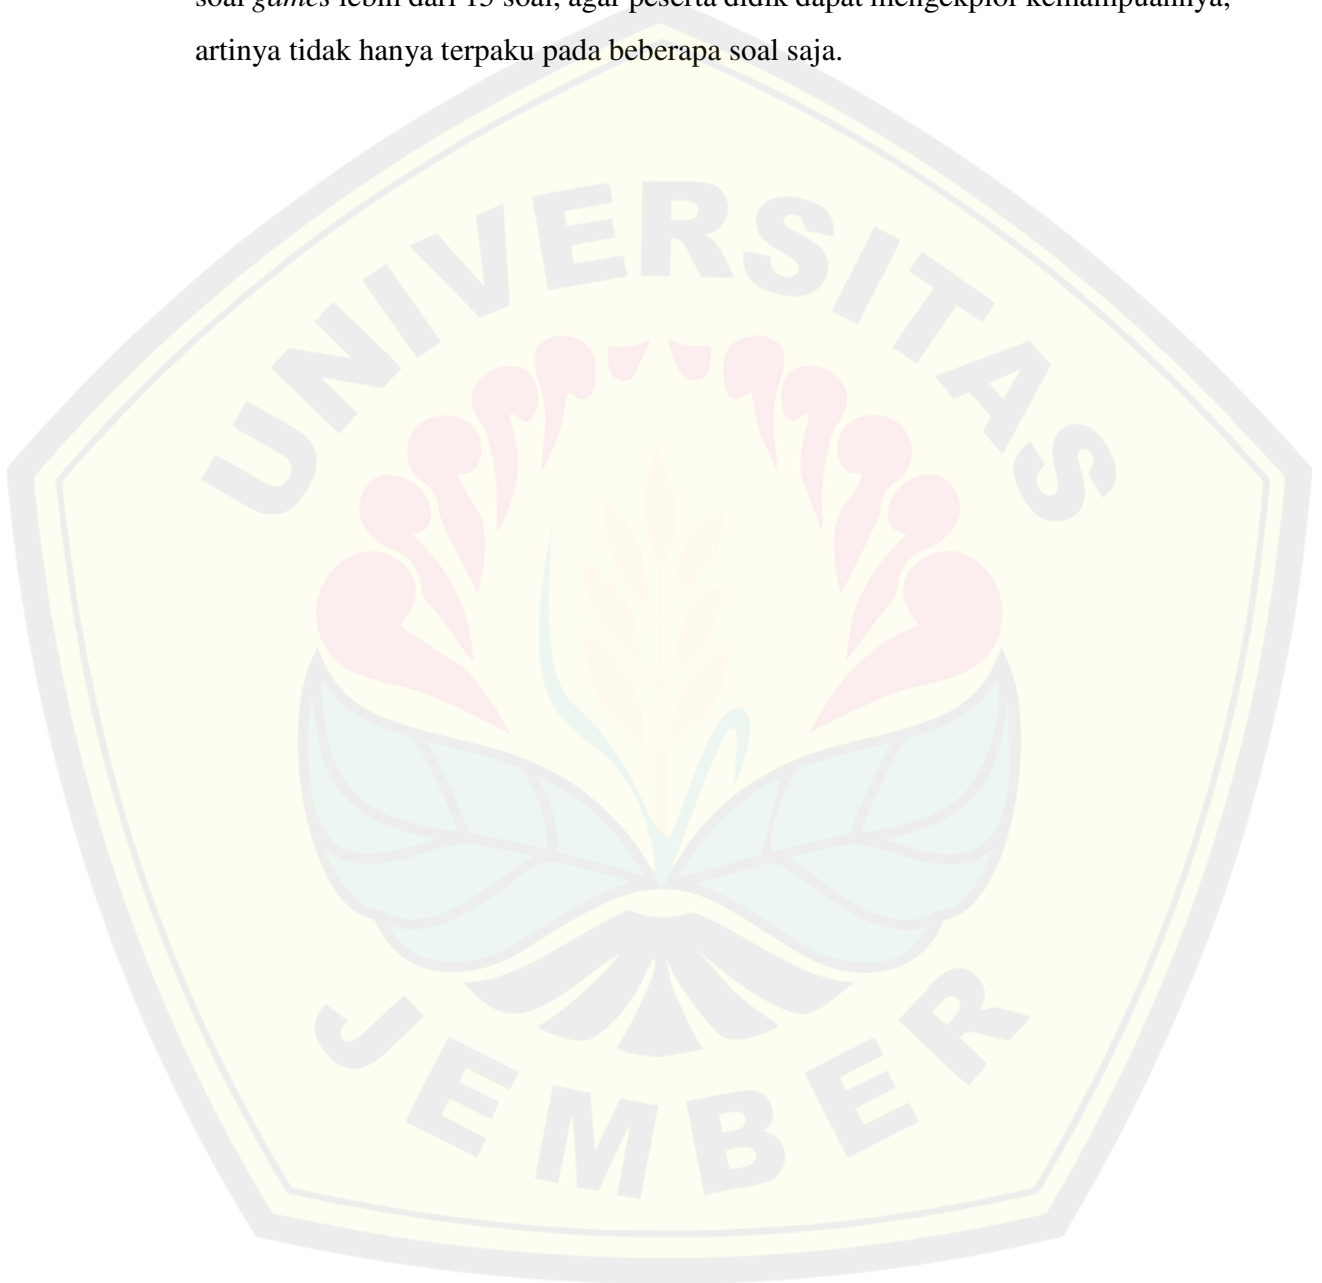 soal games lebih dari 15 soal, agar peserta didik dapat mengekplor kemampuannya,
artinya tidak hanya terpaku pada beberapa soal saja.
UNIVERSITAS
JEMBER